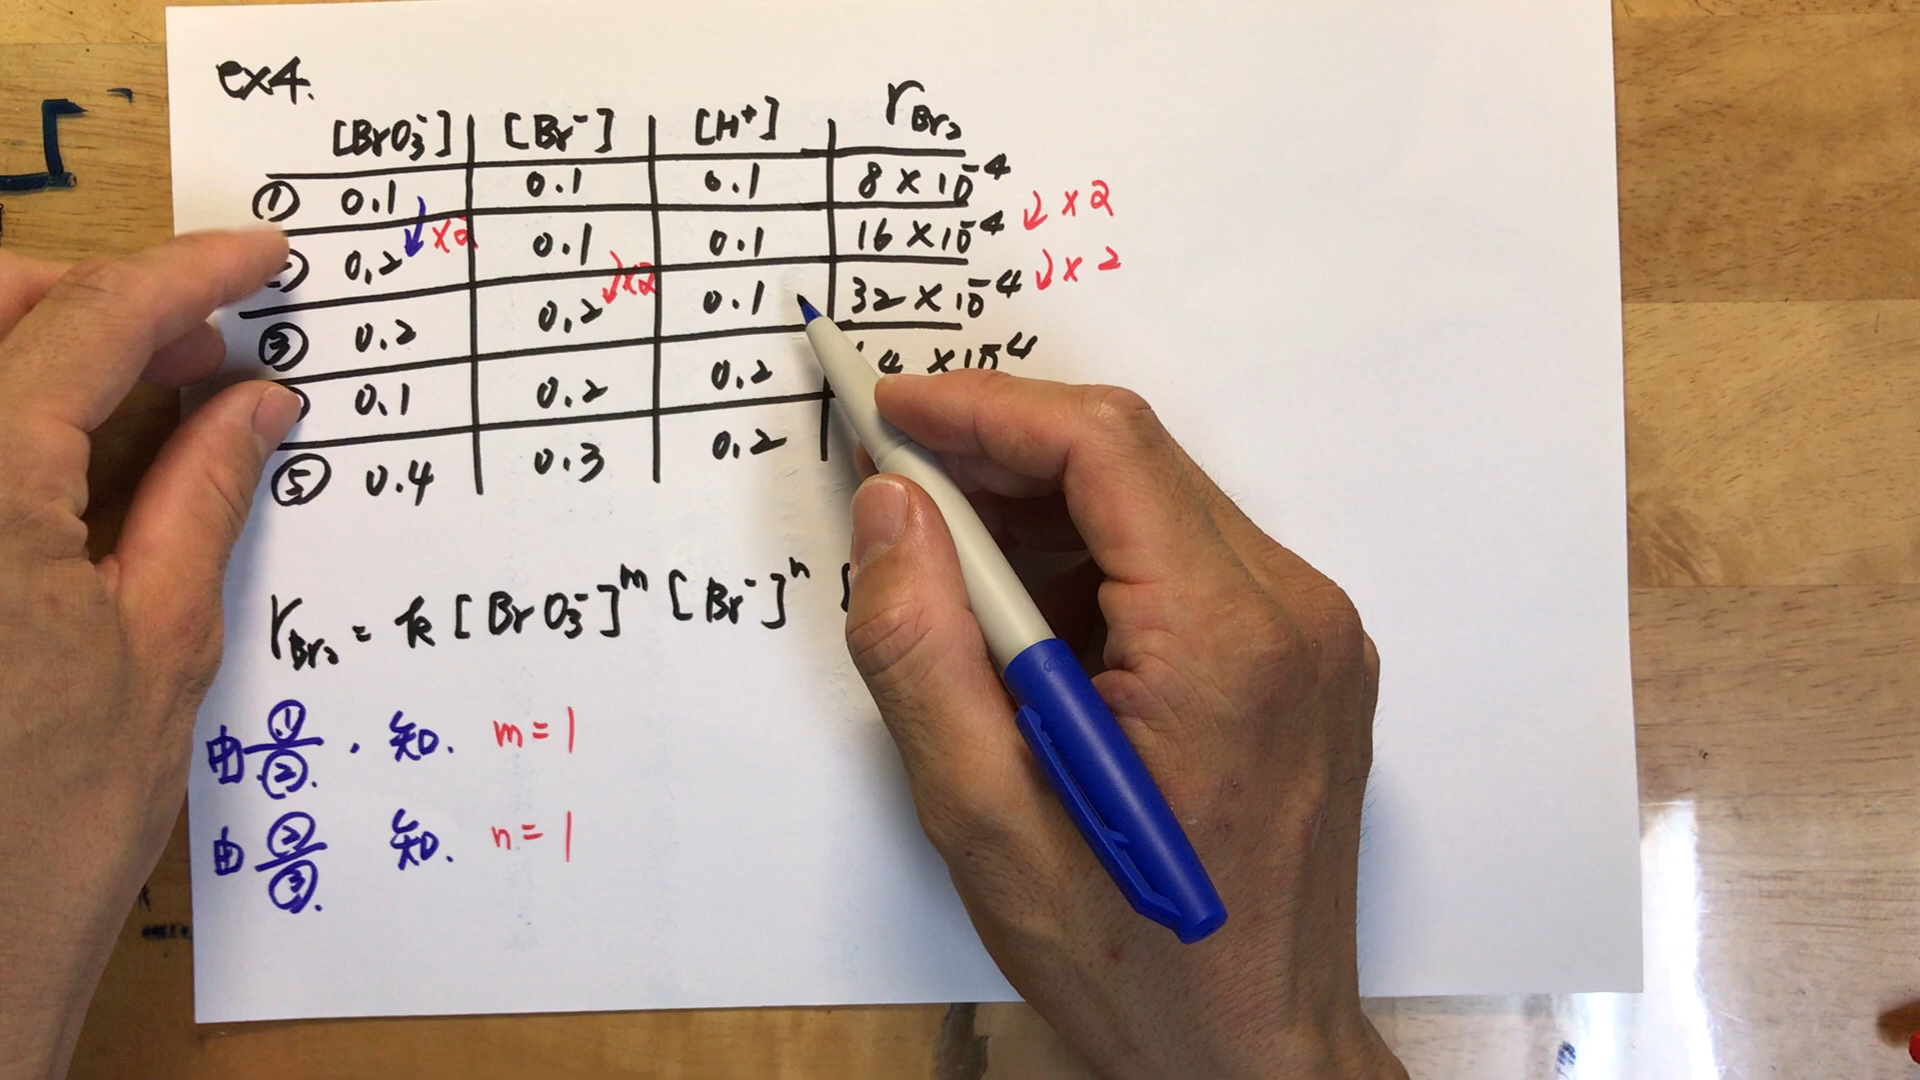 ex4.
[BrO₃⁻] [Br⁻] [H⁺] r_Br₂
① 0.1 0.1 0.1 8 × 10⁻⁴
0.2 0.1 0.1 16 × 10⁻⁴
③ 0.2 0.2 0.1 32 × 10⁻⁴
0.1 0.2 0.2 4 × 10⁻⁴
⑤ 0.4 0.3 0.2
×2
×2
×2
×2
r_Br₂ = k [BrO₃⁻]ᵐ [Br⁻]ⁿ [
由 ①/②. 知. m = 1
由 ②/③. 知. n = 1